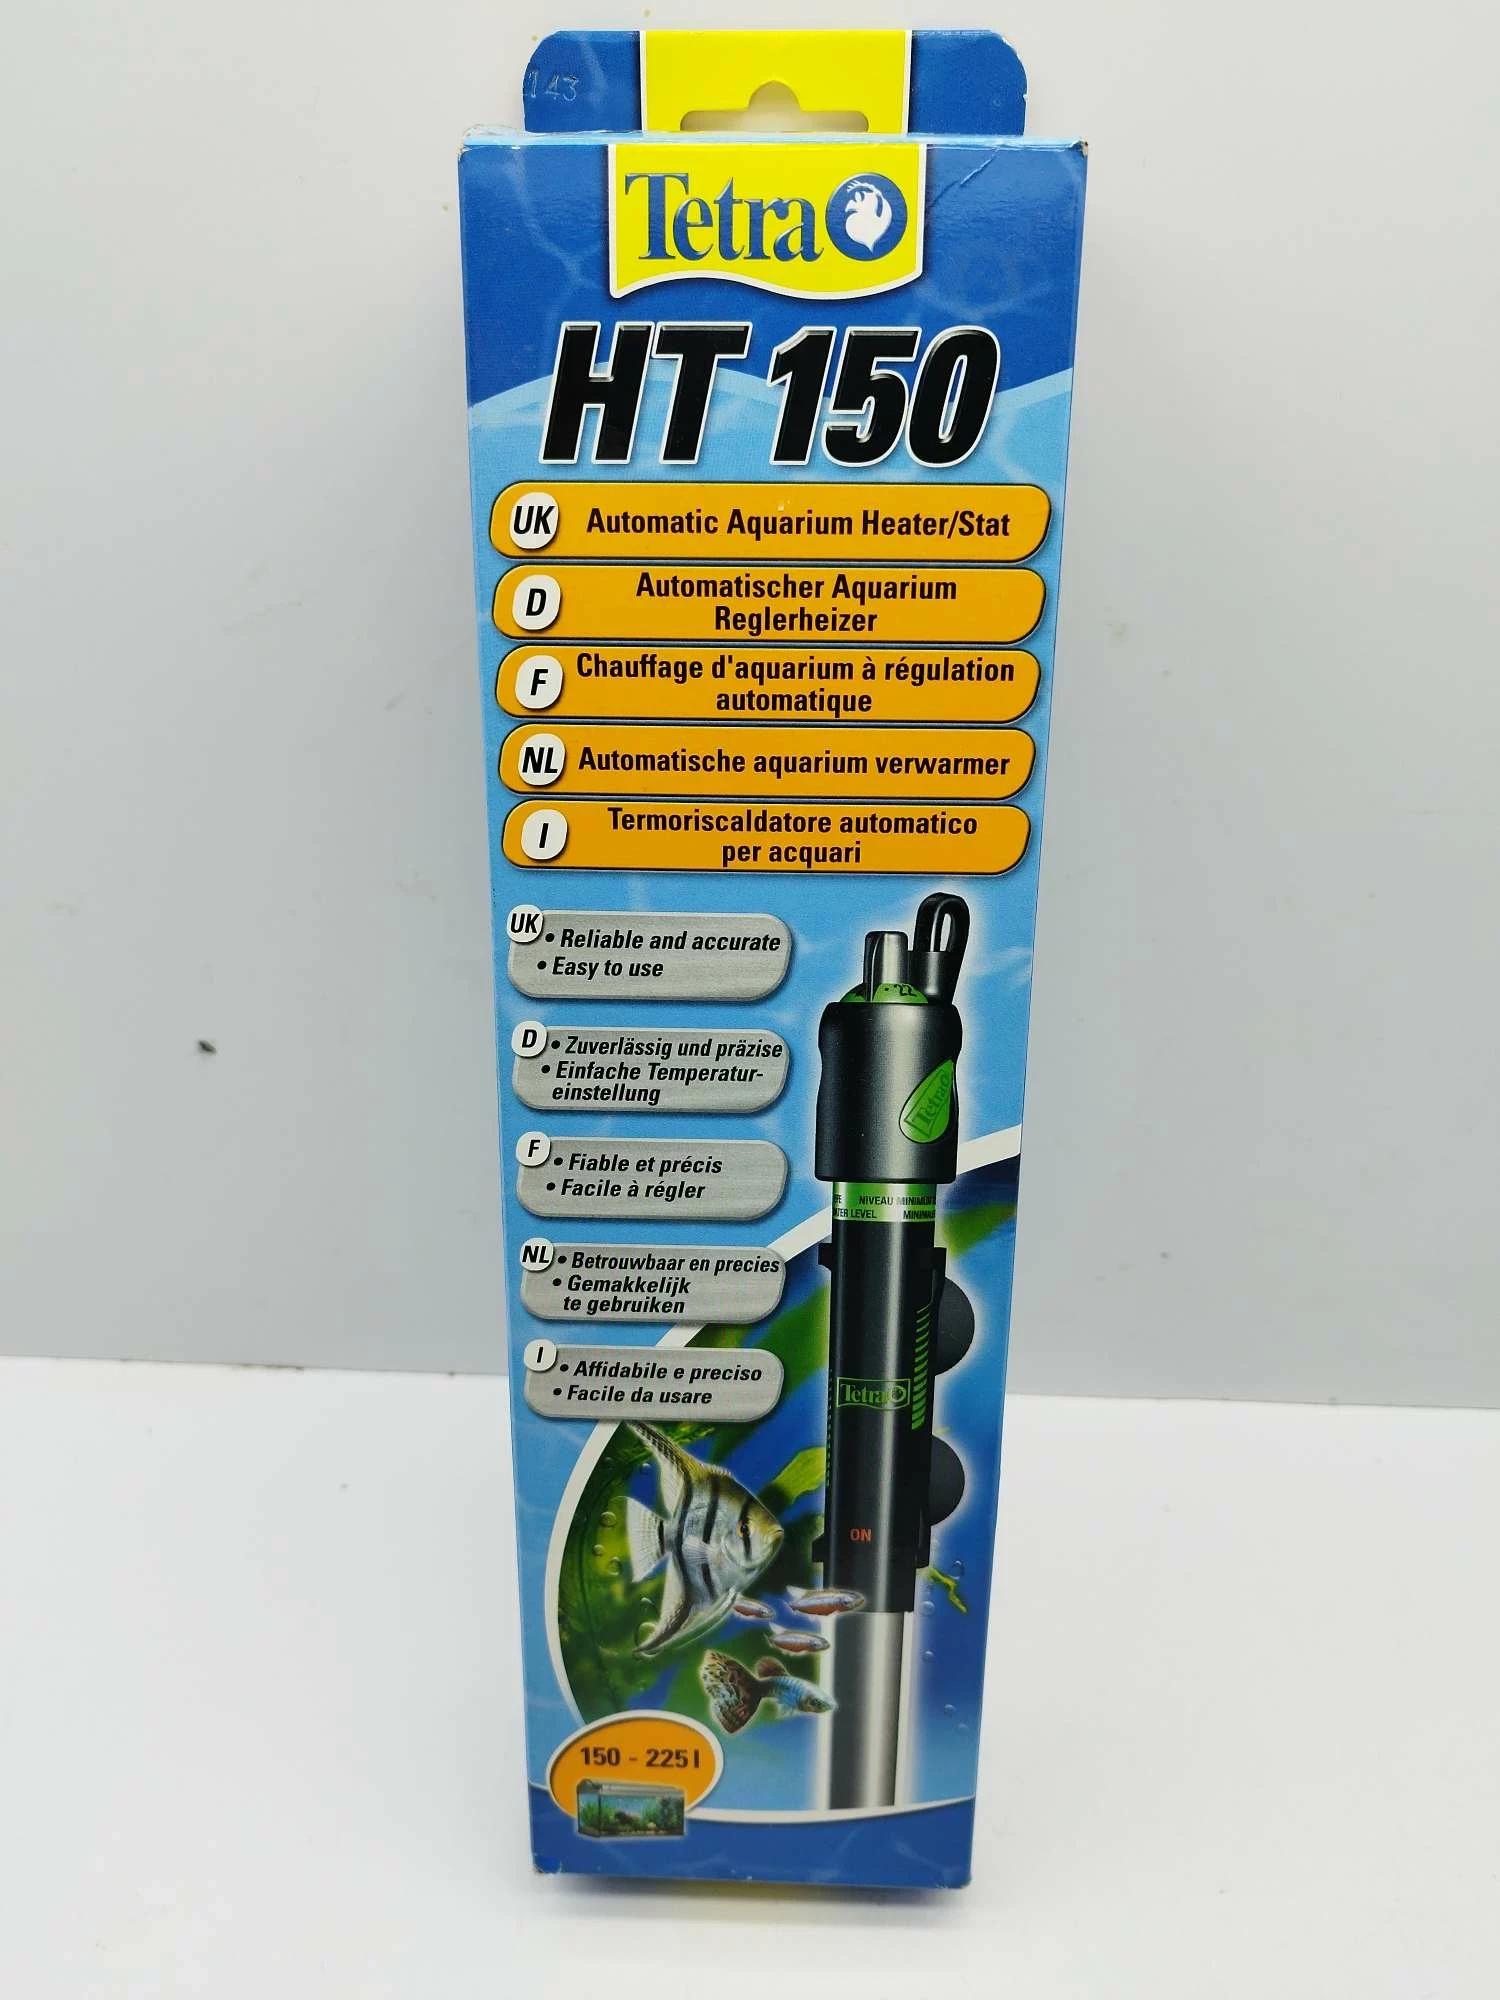 143
Tetra
HT 150
UK Automatic Aquarium Heater/Stat
D Automatischer Aquarium
Reglerheizer
F Chauffage d'aquarium à régulation
automatique
NL Automatische aquarium verwarmer
I Termoriscaldatore automatico
per acquari
UK • Reliable and accurate
• Easy to use
D • Zuverlässig und präzise
• Einfache Temperatur-
einstellung
F • Fiable et précis
• Facile à régler
NL • Betrouwbaar en precies
• Gemakkelijk
te gebruiken
I • Affidabile e preciso
• Facile da usare
22
Tetra
NIVEAU MINIMUM
LEVEL
Tetra
ON
150 - 225 l